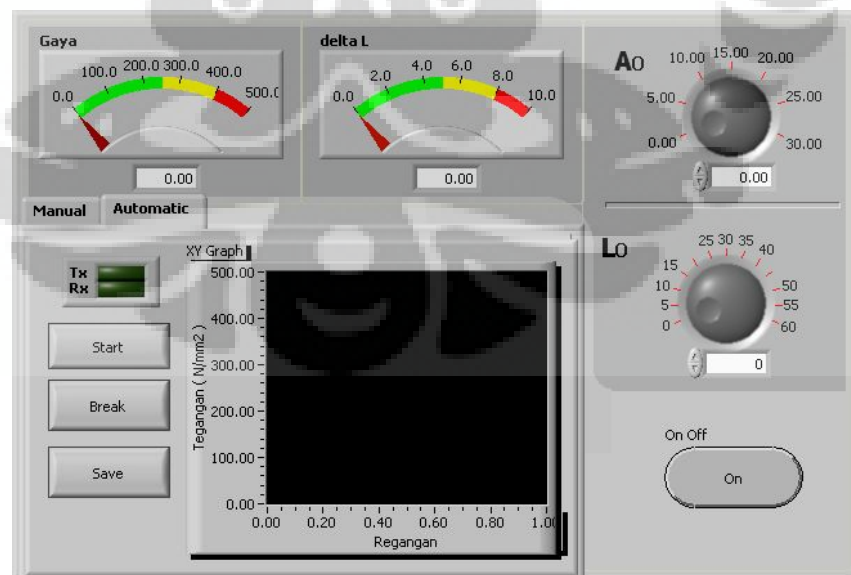 Gaya
0.0 100.0 200.0 300.0 400.0 500.0
0.00
delta L
0.0 2.0 4.0 6.0 8.0 10.0
0.00
Ao
0.00 5.00 10.00 15.00 20.00 25.00 30.00
0.00
Manual Automatic
Tx
Rx
Start
Break
Save
XY Graph
Tegangan ( N/mm2 )
500.00
400.00
300.00
200.00
100.00
0.00
0.00 0.20 0.40 0.60 0.80 1.00
Regangan
Lo
0 5 10 15 25 30 35 40 50 55 60
0
On Off
On